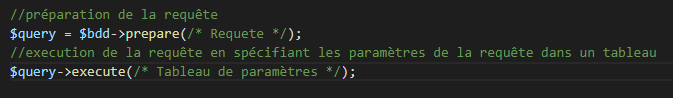 //préparation de la requête
$query = $bdd->prepare(/* Requete */);
//execution de la requête en spécifiant les paramètres de la requête dans un tableau
$query->execute(/* Tableau de paramètres */);